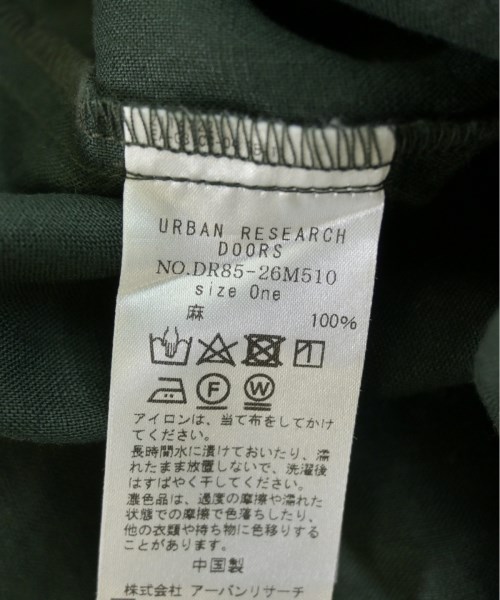 URBAN RESEARCH
DOORS
NO.DR85-26M510
size One
麻 100%
F W
アイロンは、当て布をしてかけ
てください。
長時間水に漬けておいたり、濡
れたまま放置しないで、洗濯後
はすばやく干してください。
濃色品は、過度の摩擦や濡れた
状態での摩擦で色落ちしたり、
他の衣類や持ち物に色移りする
ことがあります。
中国製
株式会社 アーバンリサーチ